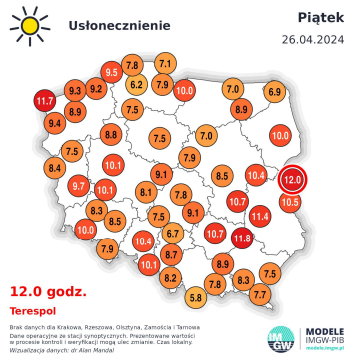 Usłonecznienie
Piątek
26.04.2024
7.8 7.1
9.5
6.2 7.9
9.3 9.2 10.0 7.0 6.9
11.7
8.9 7.5 8.9
9.4
8.8 7.5 7.0 10.0
7.5 7.9
8.4 10.1 9.1 8.5 10.4 12.0
9.7 10.1 8.1 7.8 10.7 10.5
8.3 7.5 9.1 11.4
8.5
10.0 6.7 10.7 11.8
7.9 10.4 8.7
10.1 8.9
8.2 8.3 7.5
7.8
5.8 7.7
12.0 godz.
Terespol
Brak danych dla Krakowa, Rzeszowa, Olsztyna, Zamościa i Tarnowa
Dane operacyjne ze stacji synoptycznych. Prezentowane wartości
w procesie kontroli i weryfikacji mogą ulec zmianie. Czas lokalny.
Wizualizacja danych: dr Alan Mandal
IM
GW
MODELE
IMGW-PIB
modele.imgw.pl